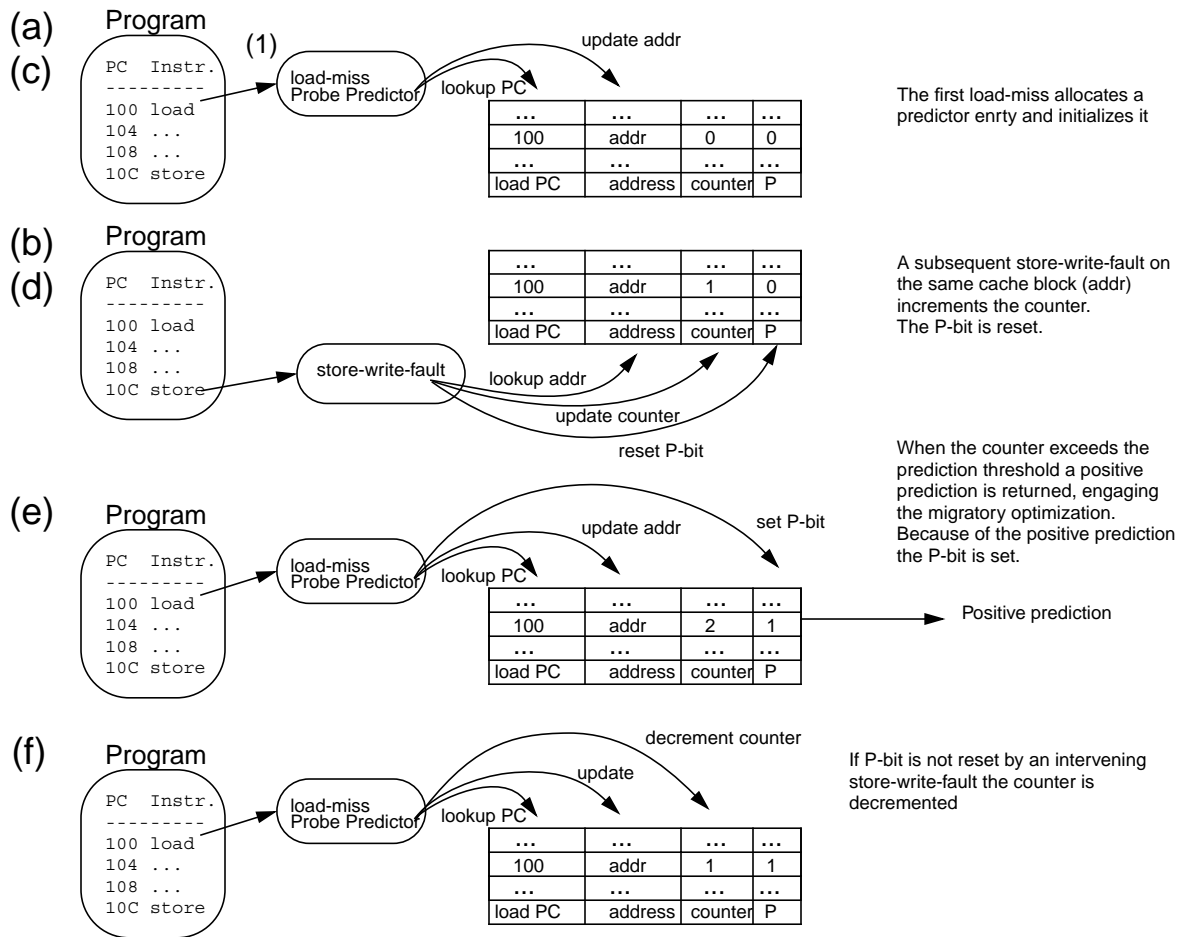 (a)
(c)
Program
PC Instr.
---------
100 load
104 ...
108 ...
10C store
(1)
load-miss
Probe Predictor
update addr
lookup PC
... ... ... ...
100 addr 0 0
... ... ... ...
load PC address counter P
The first load-miss allocates a
predictor enrty and initializes it
(b)
(d)
Program
PC Instr.
---------
100 load
104 ...
108 ...
10C store
store-write-fault
... ... ... ...
100 addr 1 0
... ... ... ...
load PC address counter P
lookup addr
update counter
reset P-bit
A subsequent store-write-fault on
the same cache block (addr)
increments the counter.
The P-bit is reset.
(e)
Program
PC Instr.
---------
100 load
104 ...
108 ...
10C store
load-miss
Probe Predictor
set P-bit
update addr
lookup PC
... ... ... ...
100 addr 2 1
... ... ... ...
load PC address counter P
When the counter exceeds the
prediction threshold a positive
prediction is returned, engaging
the migratory optimization.
Because of the positive prediction
the P-bit is set.
Positive prediction
(f)
Program
PC Instr.
---------
100 load
104 ...
108 ...
10C store
load-miss
Probe Predictor
decrement counter
update
lookup PC
... ... ... ...
100 addr 1 1
... ... ... ...
load PC address counter P
If P-bit is not reset by an intervening
store-write-fault the counter is
decremented